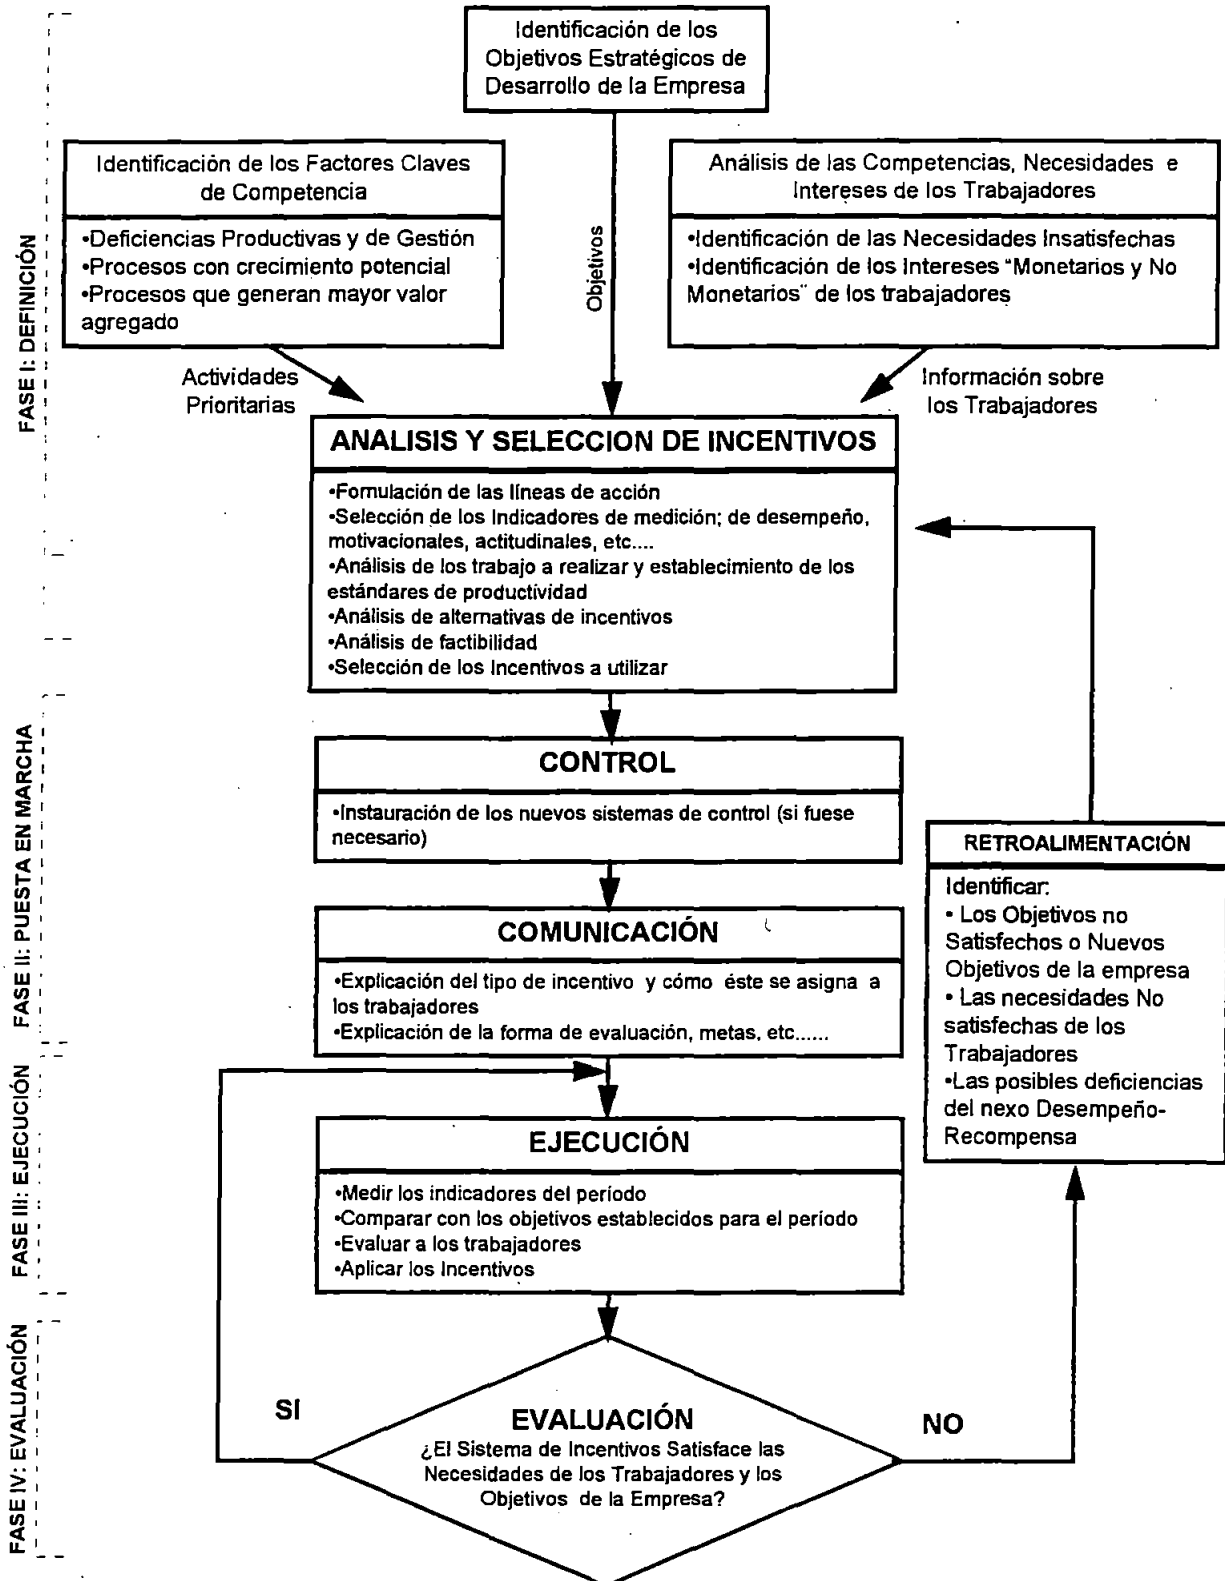 Identificación de los
Objetivos Estratégicos de
Desarrollo de la Empresa
Identificación de los Factores Claves
de Competencia
•Deficiencias Productivas y de Gestión
•Procesos con crecimiento potencial
•Procesos que generan mayor valor
agregado
Objetivos
Análisis de las Competencias, Necesidades e
Intereses de los Trabajadores
•Identificación de las Necesidades Insatisfechas
•Identificación de los Intereses "Monetarios y No
Monetarios" de los trabajadores
FASE I: DEFINICIÓN
Actividades
Prioritarias
Información sobre
los Trabajadores
ANALISIS Y SELECCION DE INCENTIVOS
•Fomulación de las líneas de acción
•Selección de los Indicadores de medición; de desempeño,
motivacionales, actitudinales, etc....
•Análisis de los trabajo a realizar y establecimiento de los
estándares de productividad
•Análisis de alternativas de incentivos
•Análisis de factibilidad
•Selección de los Incentivos a utilizar
FASE II: PUESTA EN MARCHA
CONTROL
•Instauración de los nuevos sistemas de control (si fuese
necesario)
COMUNICACIÓN
•Explicación del tipo de incentivo y cómo éste se asigna a
los trabajadores
•Explicación de la forma de evaluación, metas, etc......
RETROALIMENTACIÓN
Identificar:
• Los Objetivos no
Satisfechos o Nuevos
Objetivos de la empresa
• Las necesidades No
satisfechas de los
Trabajadores
•Las posibles deficiencias
del nexo Desempeño-
Recompensa
FASE III: EJECUCIÓN
EJECUCIÓN
•Medir los indicadores del período
•Comparar con los objetivos establecidos para el período
•Evaluar a los trabajadores
•Aplicar los Incentivos
FASE IV: EVALUACIÓN
SI
EVALUACIÓN
¿El Sistema de Incentivos Satisface las
Necesidades de los Trabajadores y los
Objetivos de la Empresa?
NO